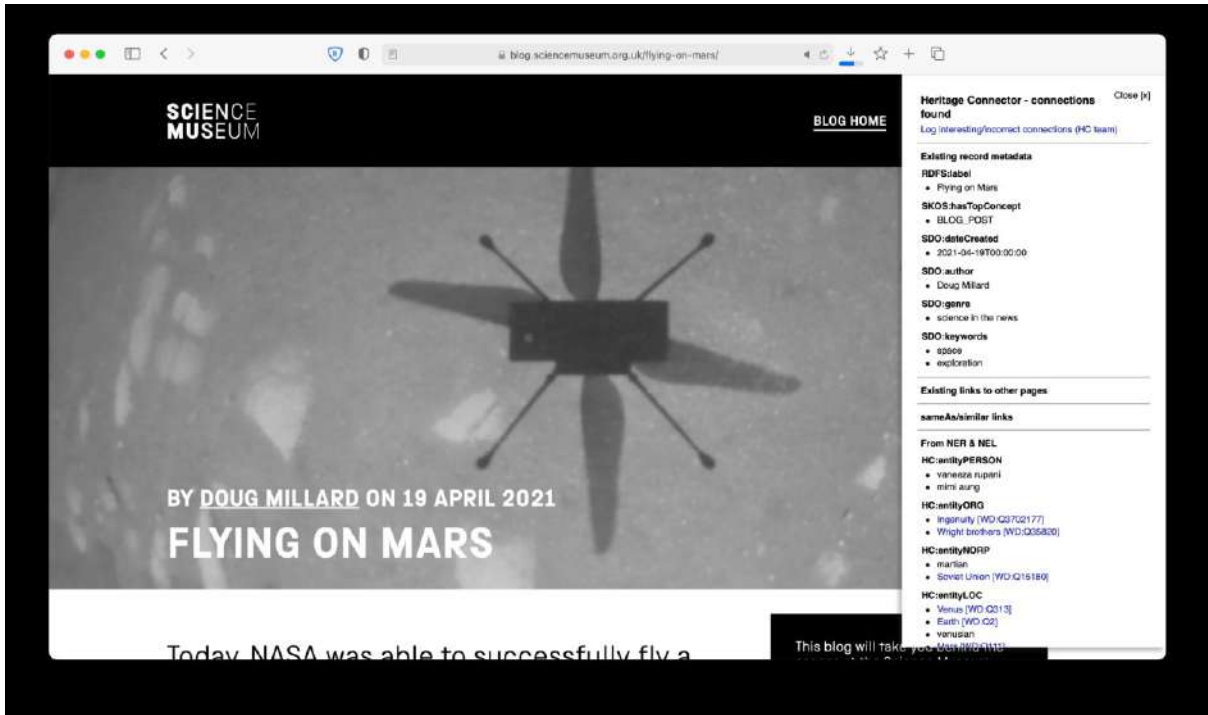 blog.sciencemuseum.org.uk/flying-on-mars/
SCIENCE
MUSEUM
BLOG HOME
BY DOUG MILLARD ON 19 APRIL 2021
FLYING ON MARS
Today, NASA was able to successfully fly a
This blog will take you behind the
Heritage Connector - connections
found
Close [x]
Log interesting/incorrect connections (HC team)
Existing record metadata
RDFS:label
• Flying on Mars
SKOS:hasTopConcept
• BLOG_POST
SDO:dateCreated
• 2021-04-19T00:00:00
SDO:author
• Doug Millard
SDO:genre
• science in the news
SDO:keywords
• space
• exploration
Existing links to other pages
sameAs/similar links
From NER & NEL
HC:entityPERSON
• vaneeza rupani
• mimi aung
HC:entityORG
• Ingenuity [WD:Q3702177]
• Wright brothers [WD:Q35820]
HC:entityNORP
• martian
• Soviet Union [WD:Q15180]
HC:entityLOC
• Venus [WD:Q313]
• Earth [WD:Q2]
• venusian